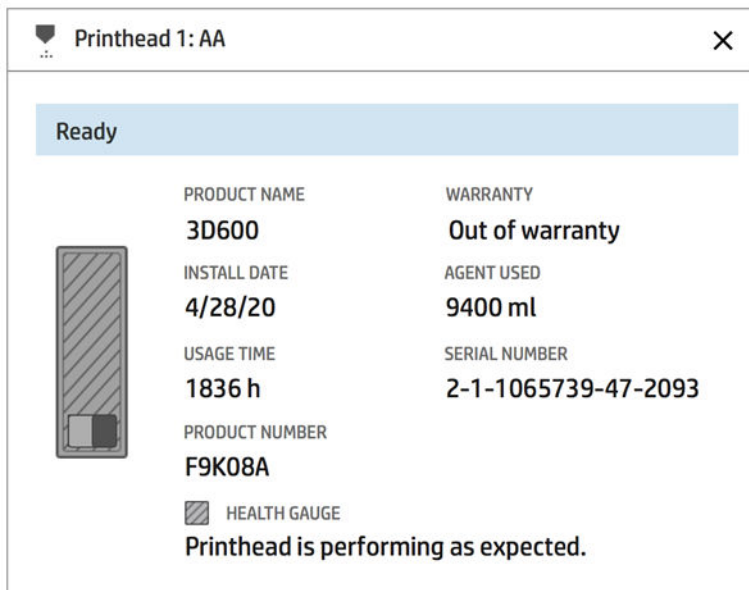 Printhead 1: AA
Ready
PRODUCT NAME
3D600
WARRANTY
Out of warranty
INSTALL DATE
4/28/20
AGENT USED
9400 ml
USAGE TIME
1836 h
SERIAL NUMBER
2-1-1065739-47-2093
PRODUCT NUMBER
F9K08A
HEALTH GAUGE
Printhead is performing as expected.